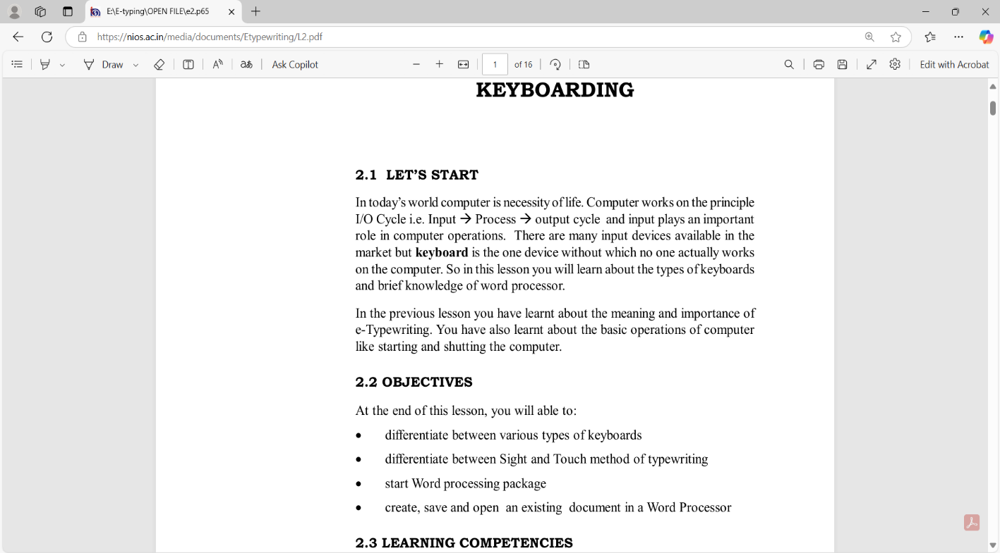 E:\E-typing\OPEN FILE\e2.p65
https://nios.ac.in/media/documents/Etypewriting/L2.pdf
Draw aあ Ask Copilot 1 of 16 Edit with Acrobat
KEYBOARDING
2.1 LET’S START
In today’s world computer is necessity of life. Computer works on the principle
I/O Cycle i.e. Input → Process → output cycle and input plays an important
role in computer operations. There are many input devices available in the
market but keyboard is the one device without which no one actually works
on the computer. So in this lesson you will learn about the types of keyboards
and brief knowledge of word processor.
In the previous lesson you have learnt about the meaning and importance of
e-Typewriting. You have also learnt about the basic operations of computer
like starting and shutting the computer.
2.2 OBJECTIVES
At the end of this lesson, you will able to:
• differentiate between various types of keyboards
• differentiate between Sight and Touch method of typewriting
• start Word processing package
• create, save and open an existing document in a Word Processor
2.3 LEARNING COMPETENCIES